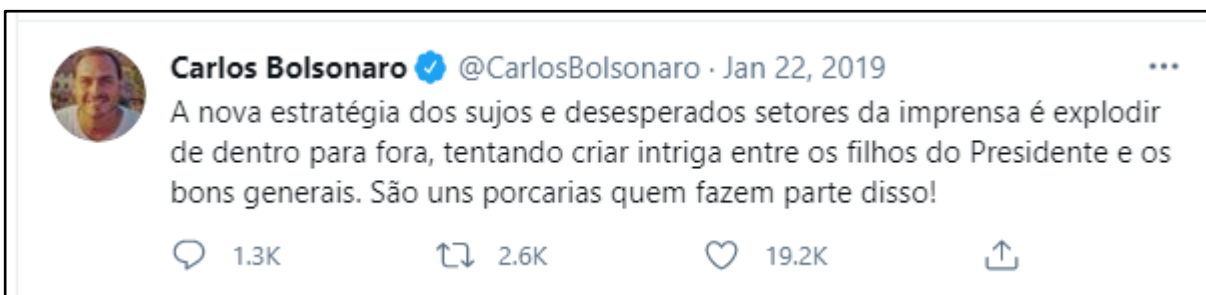 Carlos Bolsonaro @CarlosBolsonaro · Jan 22, 2019
A nova estratégia dos sujos e desesperados setores da imprensa é explodir
de dentro para fora, tentando criar intriga entre os filhos do Presidente e os
bons generais. São uns porcarias quem fazem parte disso!
1.3K 2.6K 19.2K